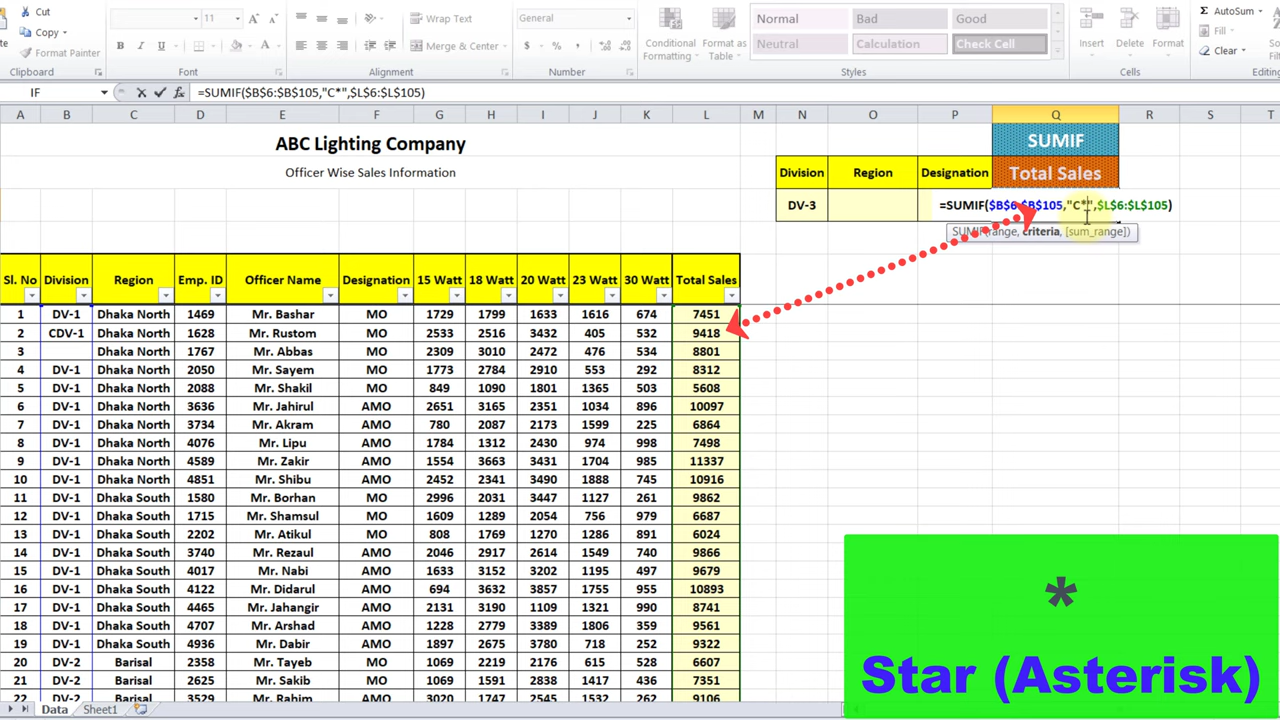 Cut
11
Wrap Text
General
Normal
Bad
Good
AutoSum
Copy
Conditional Formatting
Format as Table
Insert
Delete
Format
Fill
Format Painter
B I U
Merge & Center
$ % ,
Neutral
Calculation
Check Cell
Clear
Clipboard
Font
Alignment
Number
Styles
Cells
Editing
IF
fx
=SUMIF($B$6:$B$105,"C*",$L$6:$L$105)
A B C D E F G H I J K L M N O P Q R S T
ABC Lighting Company
SUMIF
Officer Wise Sales Information
Division Region Designation Total Sales
DV-3 =SUMIF($B$6:$B$105,"C*",$L$6:$L$105)
SUMIF(range, criteria, [sum_range])
Sl. No Division Region Emp. ID Officer Name Designation 15 Watt 18 Watt 20 Watt 23 Watt 30 Watt Total Sales
1 DV-1 Dhaka North 1469 Mr. Bashar MO 1729 1799 1633 1616 674 7451
2 CDV-1 Dhaka North 1628 Mr. Rustom MO 2533 2516 3432 405 532 9418
3 Dhaka North 1767 Mr. Abbas MO 2309 3010 2472 476 534 8801
4 DV-1 Dhaka North 2050 Mr. Sayem MO 1773 2784 2910 553 292 8312
5 DV-1 Dhaka North 2088 Mr. Shakil MO 849 1090 1801 1365 503 5608
6 DV-1 Dhaka North 3636 Mr. Jahirul AMO 2651 3165 2351 1034 896 10097
7 DV-1 Dhaka North 3734 Mr. Akram AMO 780 2087 2173 1599 225 6864
8 DV-1 Dhaka North 4076 Mr. Lipu AMO 1784 1312 2430 974 998 7498
9 DV-1 Dhaka North 4589 Mr. Zakir AMO 1554 3663 3431 1704 985 11337
10 DV-1 Dhaka North 4851 Mr. Shibu AMO 2452 2341 3490 1888 745 10916
11 DV-1 Dhaka South 1580 Mr. Borhan MO 2996 2031 3447 1127 261 9862
12 DV-1 Dhaka South 1715 Mr. Shamsul MO 1609 1289 2054 756 979 6687
13 DV-1 Dhaka South 2202 Mr. Atikul MO 808 1769 1270 1286 891 6024
14 DV-1 Dhaka South 3740 Mr. Rezaul AMO 2046 2917 2614 1549 740 9866
15 DV-1 Dhaka South 4017 Mr. Nabi AMO 1633 3152 3202 1195 497 9679
16 DV-1 Dhaka South 4122 Mr. Didarul AMO 694 3632 3857 1755 955 10893
17 DV-1 Dhaka South 4465 Mr. Jahangir AMO 2131 3190 1109 1321 990 8741
18 DV-1 Dhaka South 4707 Mr. Arshad AMO 1228 2779 3389 1806 359 9561
19 DV-1 Dhaka South 4936 Mr. Dabir AMO 1897 2675 3780 718 252 9322
20 DV-2 Barisal 2358 Mr. Tayeb MO 1069 2219 2176 615 528 6607
21 DV-2 Barisal 2625 Mr. Sakib MO 1069 1591 2838 1417 436 7351
22 DV-2 Barisal 3529 Mr. Rahim AMO 3020 1747 2545 1532 262 9106
*
Star (Asterisk)
Data Sheet1